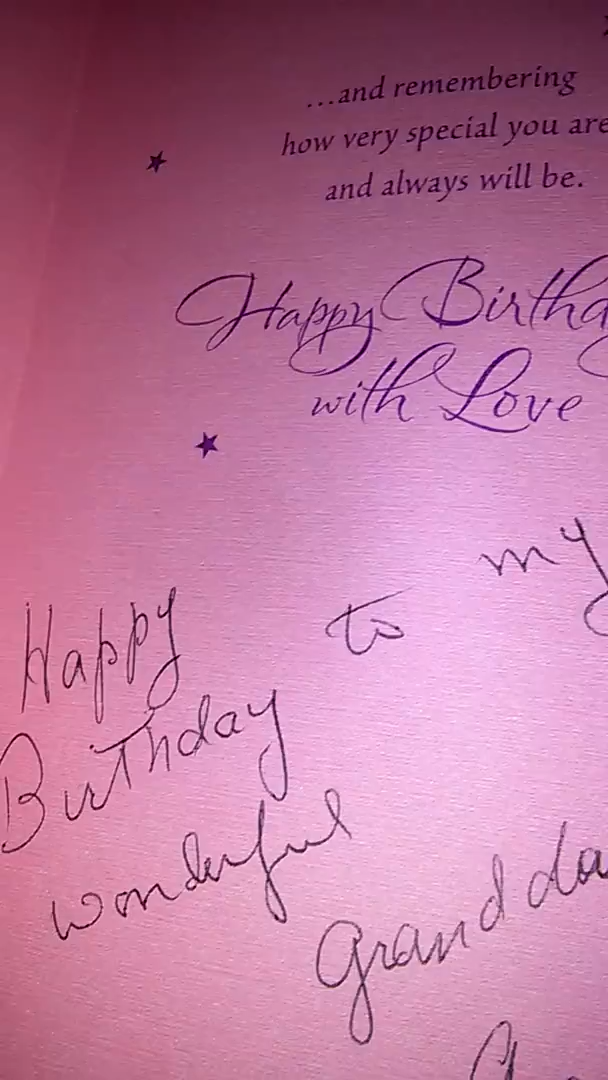 ...and remembering
how very special you are
and always will be.
Happy Birthda
with Love
Happy
Birthday to my
wonderful
Grandda